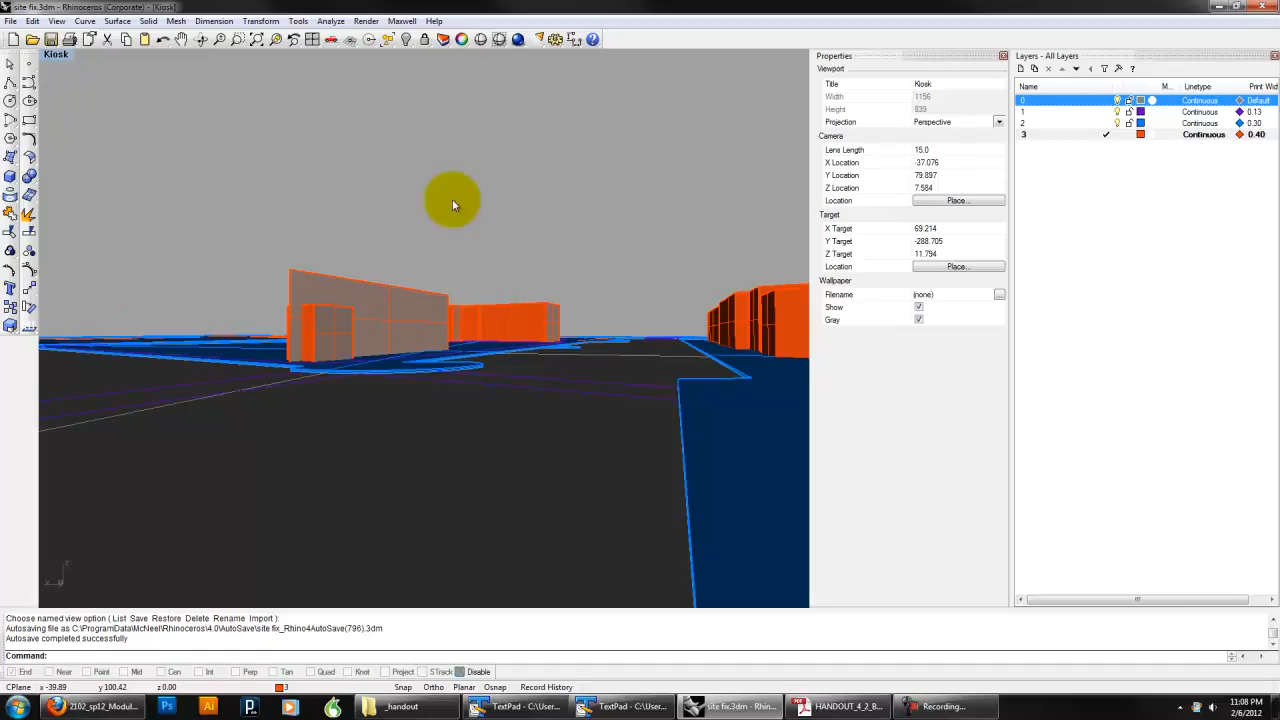 site fix.3dm - Rhinoceros (Corporate) - [Kiosk]
File Edit View Curve Surface Solid Mesh Dimension Transform Tools Analyze Render Maxwell Help
Kiosk
Properties
Viewport
Title Kiosk
Width 1156
Height 839
Projection Perspective
Camera
Lens Length 15.0
X Location -37.076
Y Location 79.897
Z Location 7.584
Location Place...
Target
X Target 69.214
Y Target -288.705
Z Target 11.794
Location Place...
Wallpaper
Filename (none) ...
Show
Gray
Layers - All Layers
Name M... Linetype Print Wid
0 Continuous Default
1 Continuous 0.13
2 Continuous 0.30
3 Continuous 0.40
Choose named view option ( List Save Restore Delete Rename Import ):
Autosaving file as C:\ProgramData\McNeel\Rhinoceros\4.0\AutoSave\site fix_Rhino4AutoSave(796).3dm
Autosave completed successfully
Command:
End Near Point Mid Cen Int Perp Tan Quad Knot Project STrack Disable
CPlane x -39.89 y 100.42 z 0.00 3 Snap Ortho Planar Osnap Record History
2102_sp12_Modul... _handout TextPad - C:\Use... TextPad - C:\Use... site fix.3dm - Rhin... HANDOUT_4_2_B... Recording...
11:08 PM
2/6/2012